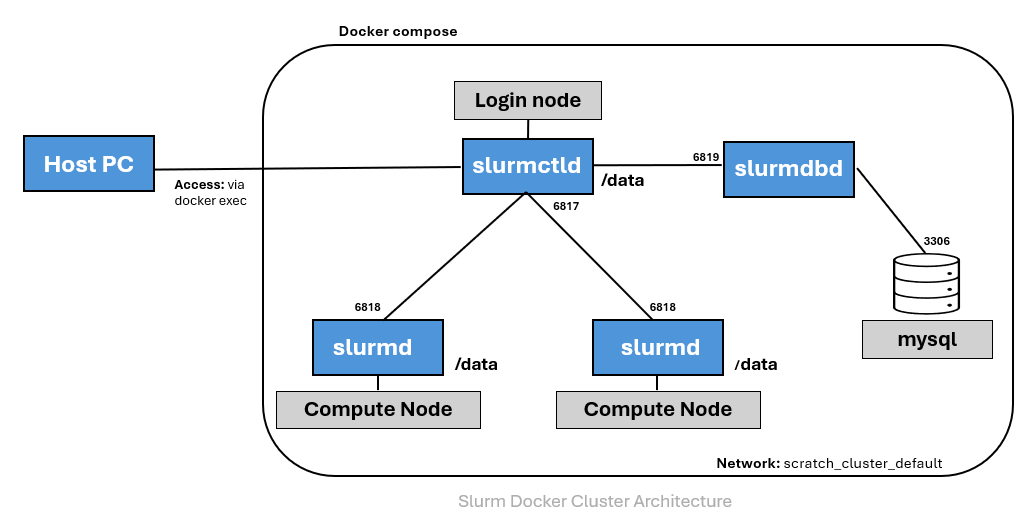 Docker compose
Login node
Host PC
slurmctld
6819
slurmdbd
Access: via
docker exec
/data
6817
3306
6818
6818
mysql
slurmd
/data
slurmd
/data
Compute Node
Compute Node
Network: scratch_cluster_default
Slurm Docker Cluster Architecture